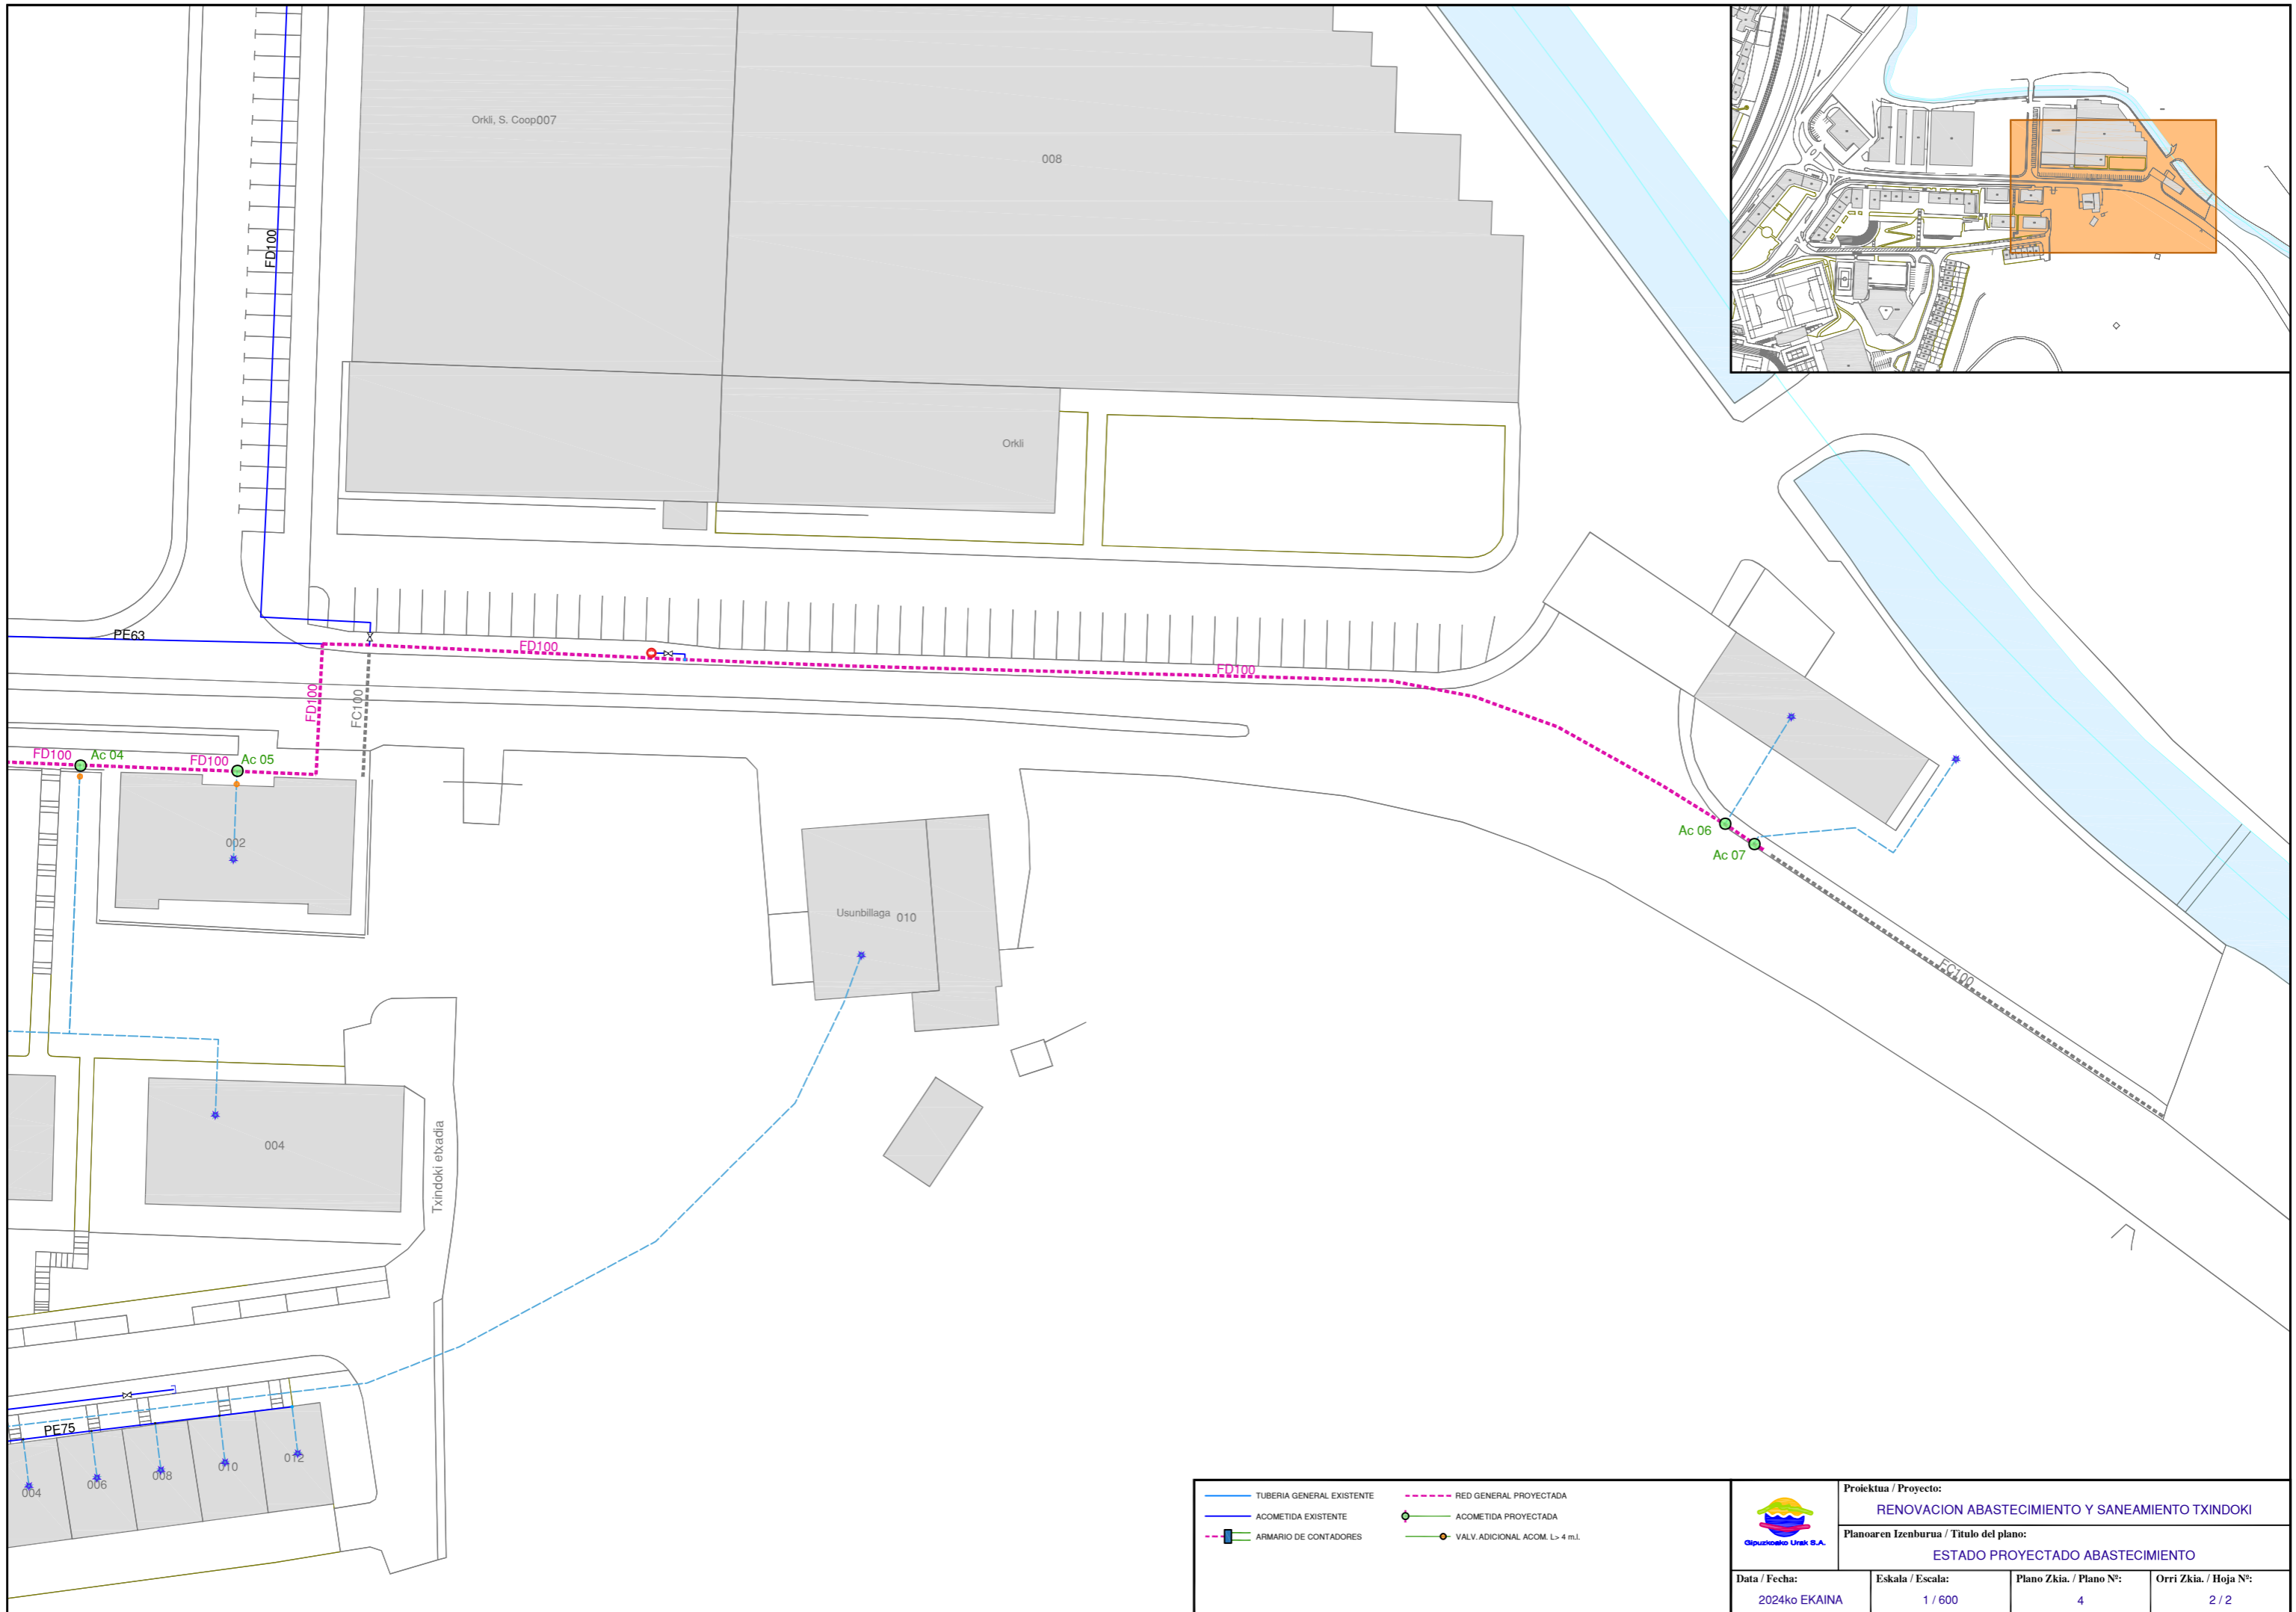 Orkli, S. Coop007
008
FD100
Orkli
PE63
FD100
FD100
FD100
FC100
FD100
Ac 04
FD100
Ac 05
002
Ac 06
Ac 07
Usunbillaga 010
FC100
004
Txindoki etxadia
PE75
004
006
008
010
012
TUBERIA GENERAL EXISTENTE
RED GENERAL PROYECTADA
ACOMETIDA EXISTENTE
ACOMETIDA PROYECTADA
ARMARIO DE CONTADORES
VALV. ADICIONAL ACOM. L> 4 m.l.
Gipuzkoako Urak S.A.
Proiektua / Proyecto:
RENOVACION ABASTECIMIENTO Y SANEAMIENTO TXINDOKI
Planoaren Izenburua / Titulo del plano:
ESTADO PROYECTADO ABASTECIMIENTO
Data / Fecha:
2024ko EKAINA
Eskala / Escala:
1 / 600
Plano Zkia. / Plano Nº:
4
Orri Zkia. / Hoja Nº:
2 / 2